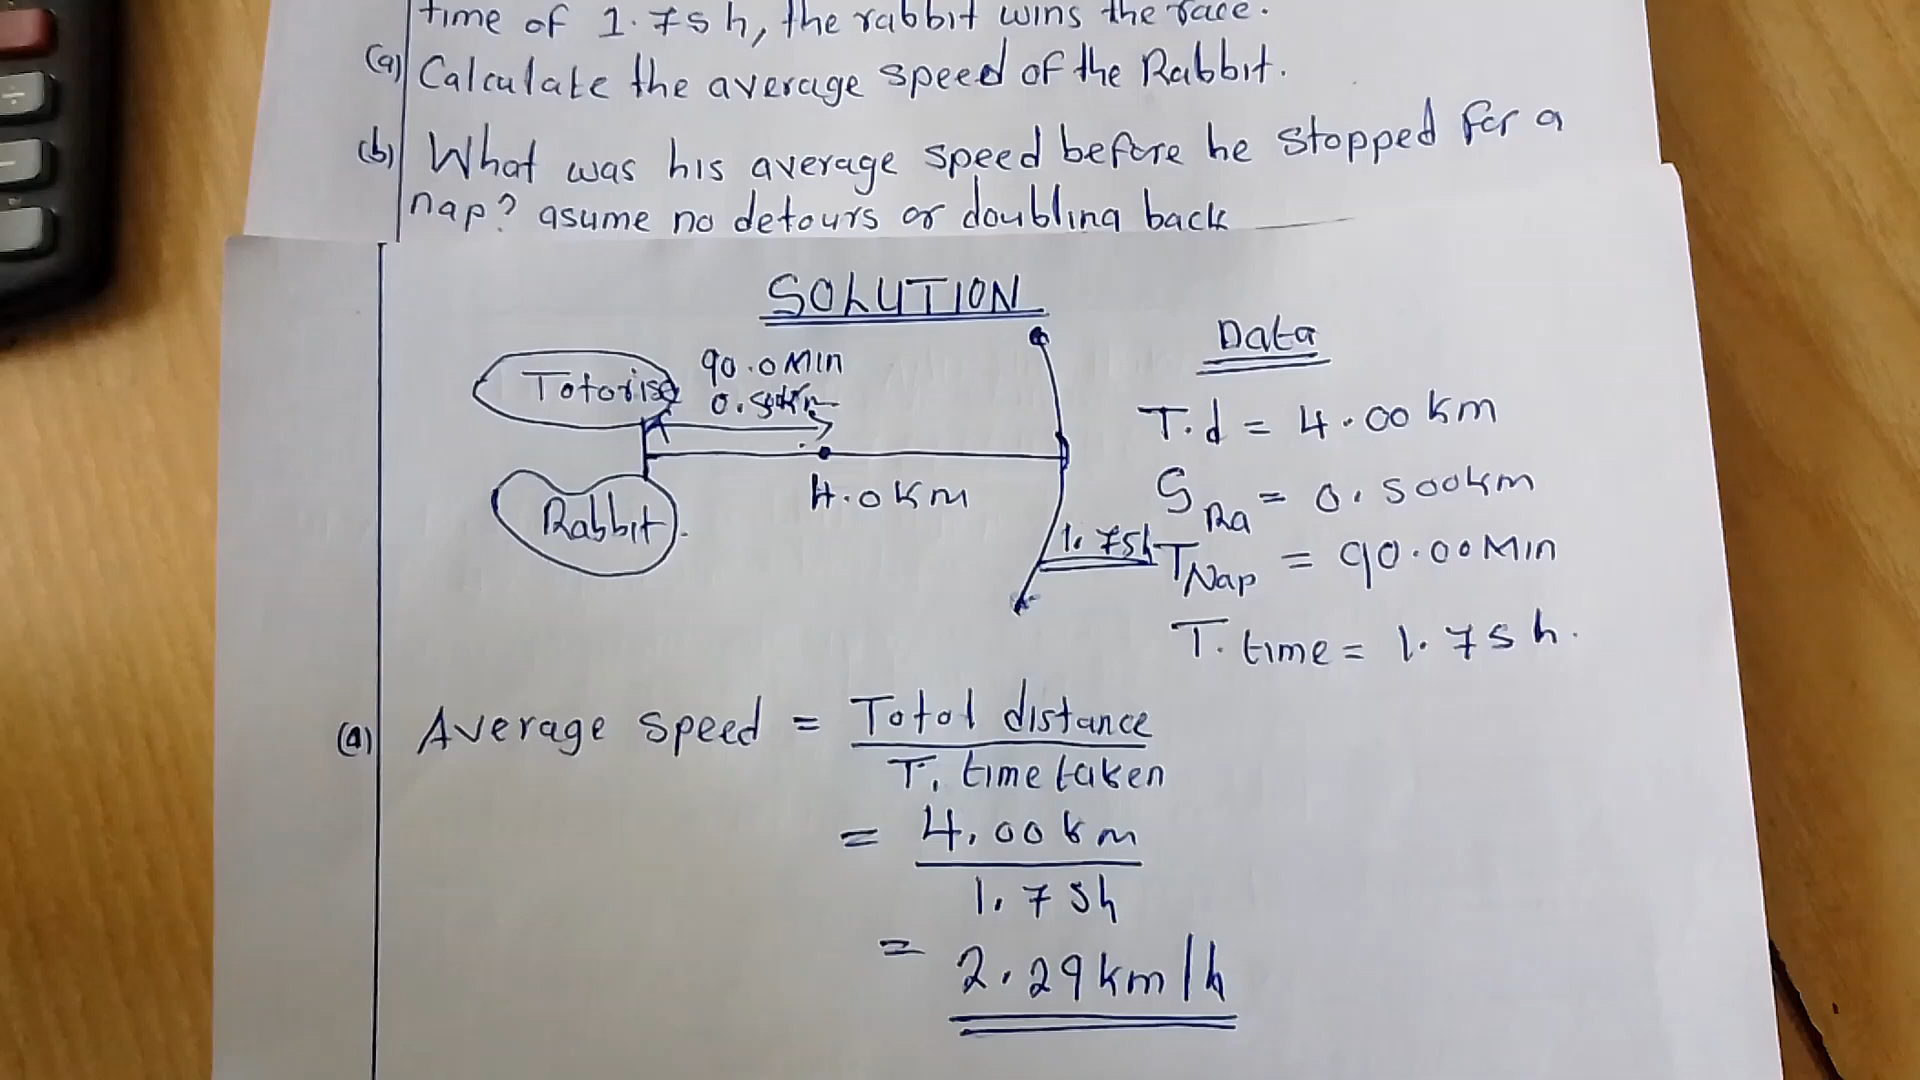 time of 1.75 h, the rabbit wins the race.
(a) Calculate the average speed of the Rabbit.
(b) What was his average speed before he stopped for a
nap? asume no detours or doubling back
SOLUTION
Data
Totorise
90.0 Min
T.d = 4.00 km
Rabbit
4.0 Km
S Ra = 0.500km
1.75h
T Nap = 90.00 Min
T. time = 1.75 h.
(a) Average speed = Total distance
T. time taken
= 4.00 km
1.75h
= 2.29 km/h